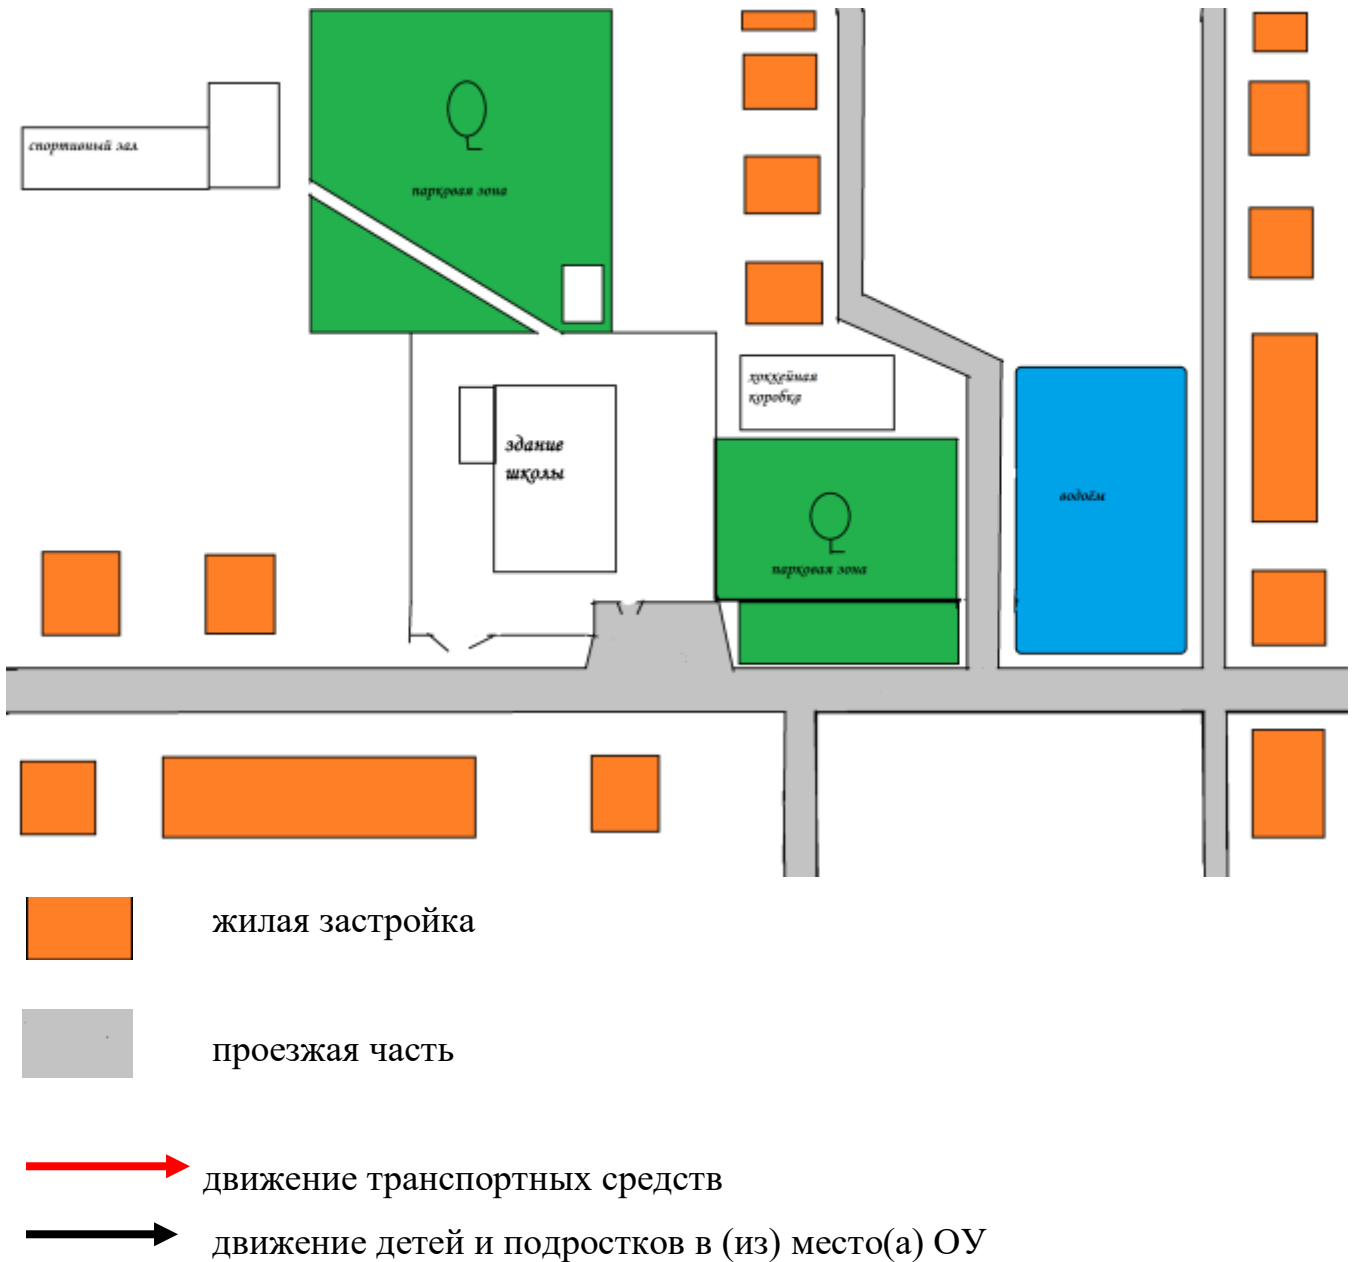 спортивный зал
парковая зона
хоккейная
коробка
здание
школы
водоём
парковая зона
жилая застройка
проезжая часть
движение транспортных средств
движение детей и подростков в (из) место(а) ОУ